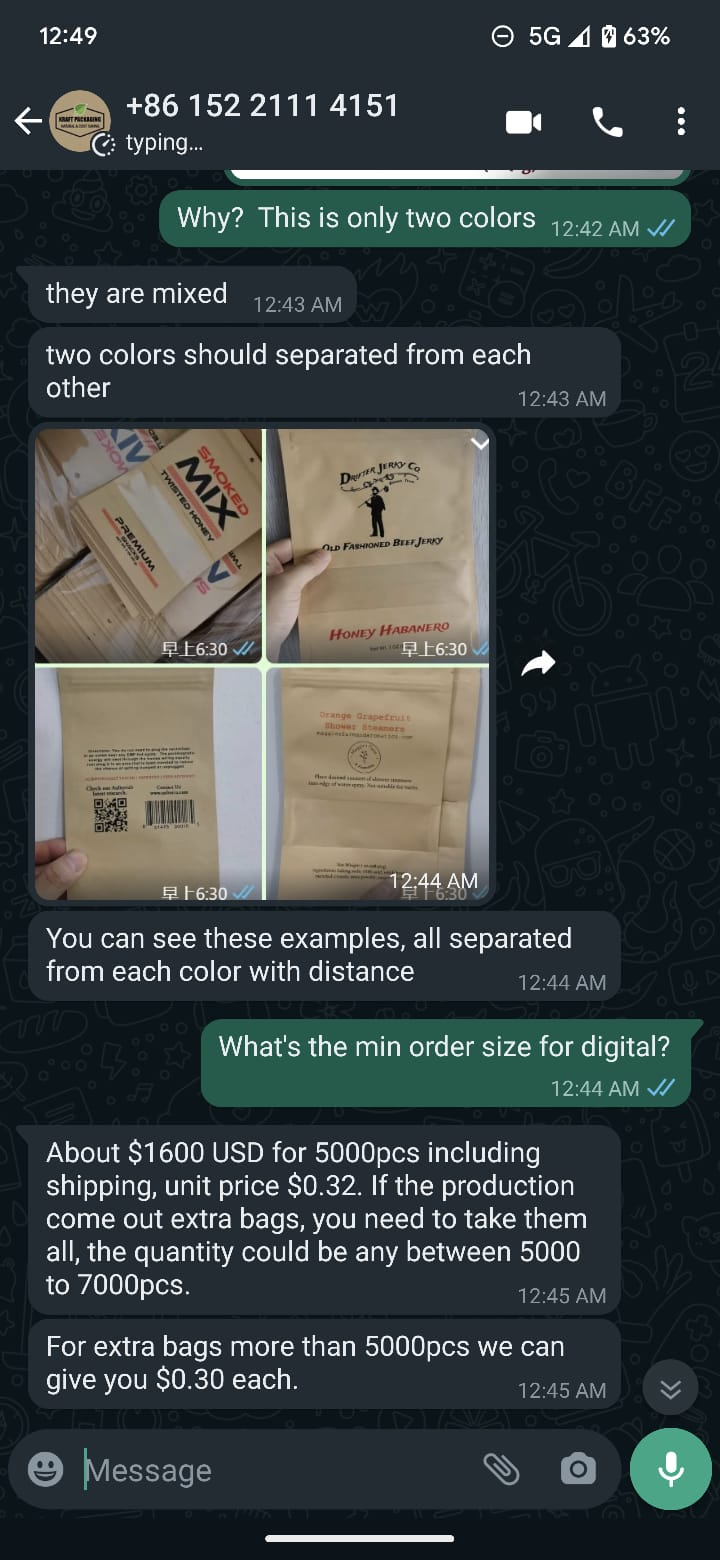 12:49
5G
63%
KRAFT PACKAGING
+86 152 2111 4151
typing...
Why? This is only two colors
12:42 AM
they are mixed
12:43 AM
two colors should separated from each
other
12:43 AM
SMOKED
MIX
TWISTED HONEY
PREMIUM
SNACKS
早上6:30
DRIFTER JERKY CO
OLD FASHIONED BEEF JERKY
HONEY HABANERO
早上6:30
Check our Authentic
latest research.
Contact Us
早上6:30
Orange Grapefruit
Shower Steamers
12:44 AM
早上6:30
You can see these examples, all separated
from each color with distance
12:44 AM
What's the min order size for digital?
12:44 AM
About $1600 USD for 5000pcs including
shipping, unit price $0.32. If the production
come out extra bags, you need to take them
all, the quantity could be any between 5000
to 7000pcs.
12:45 AM
For extra bags more than 5000pcs we can
give you $0.30 each.
12:45 AM
Message